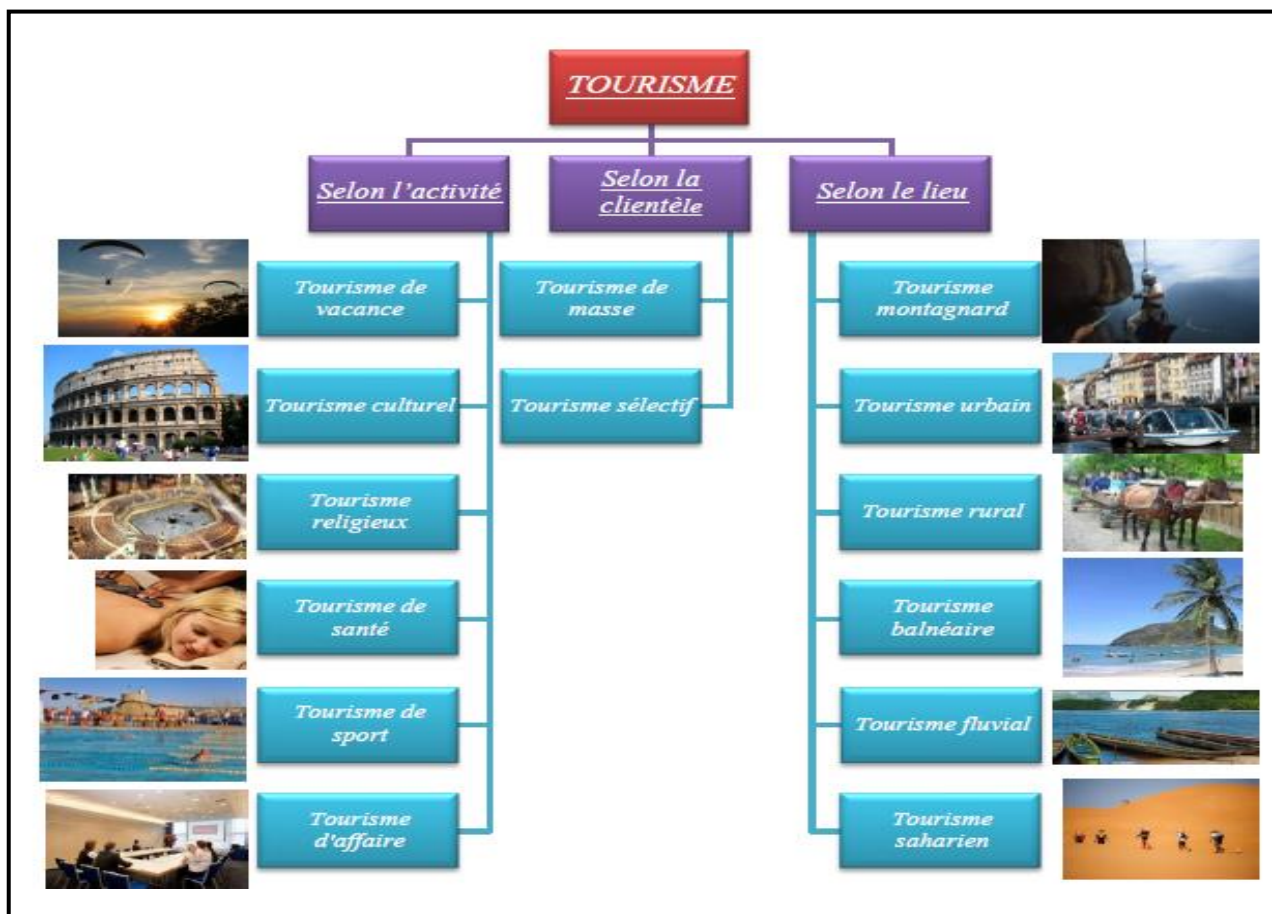 TOURISME
Selon l'activité
Selon la
clientèle
Selon le lieu
Tourisme de
vacance
Tourisme culturel
Tourisme
religieux
Tourisme de
santé
Tourisme de
sport
Tourisme
d'affaire
Tourisme de
masse
Tourisme sélectif
Tourisme
montagnard
Tourisme urbain
Tourisme rural
Tourisme
balnéaire
Tourisme fluvial
Tourisme
saharien